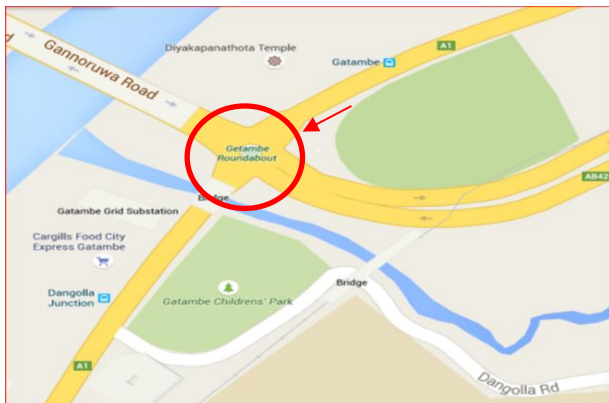 Gannoruwa Road
Diyakapanathota Temple
A1
Gatambe
Getambe
Roundabout
AB42
Bridge
Gatambe Grid Substation
Cargills Food City
Express Gatambe
Dangolla
Junction
Gatambe Childrens' Park
Bridge
A1
Dangolla Rd